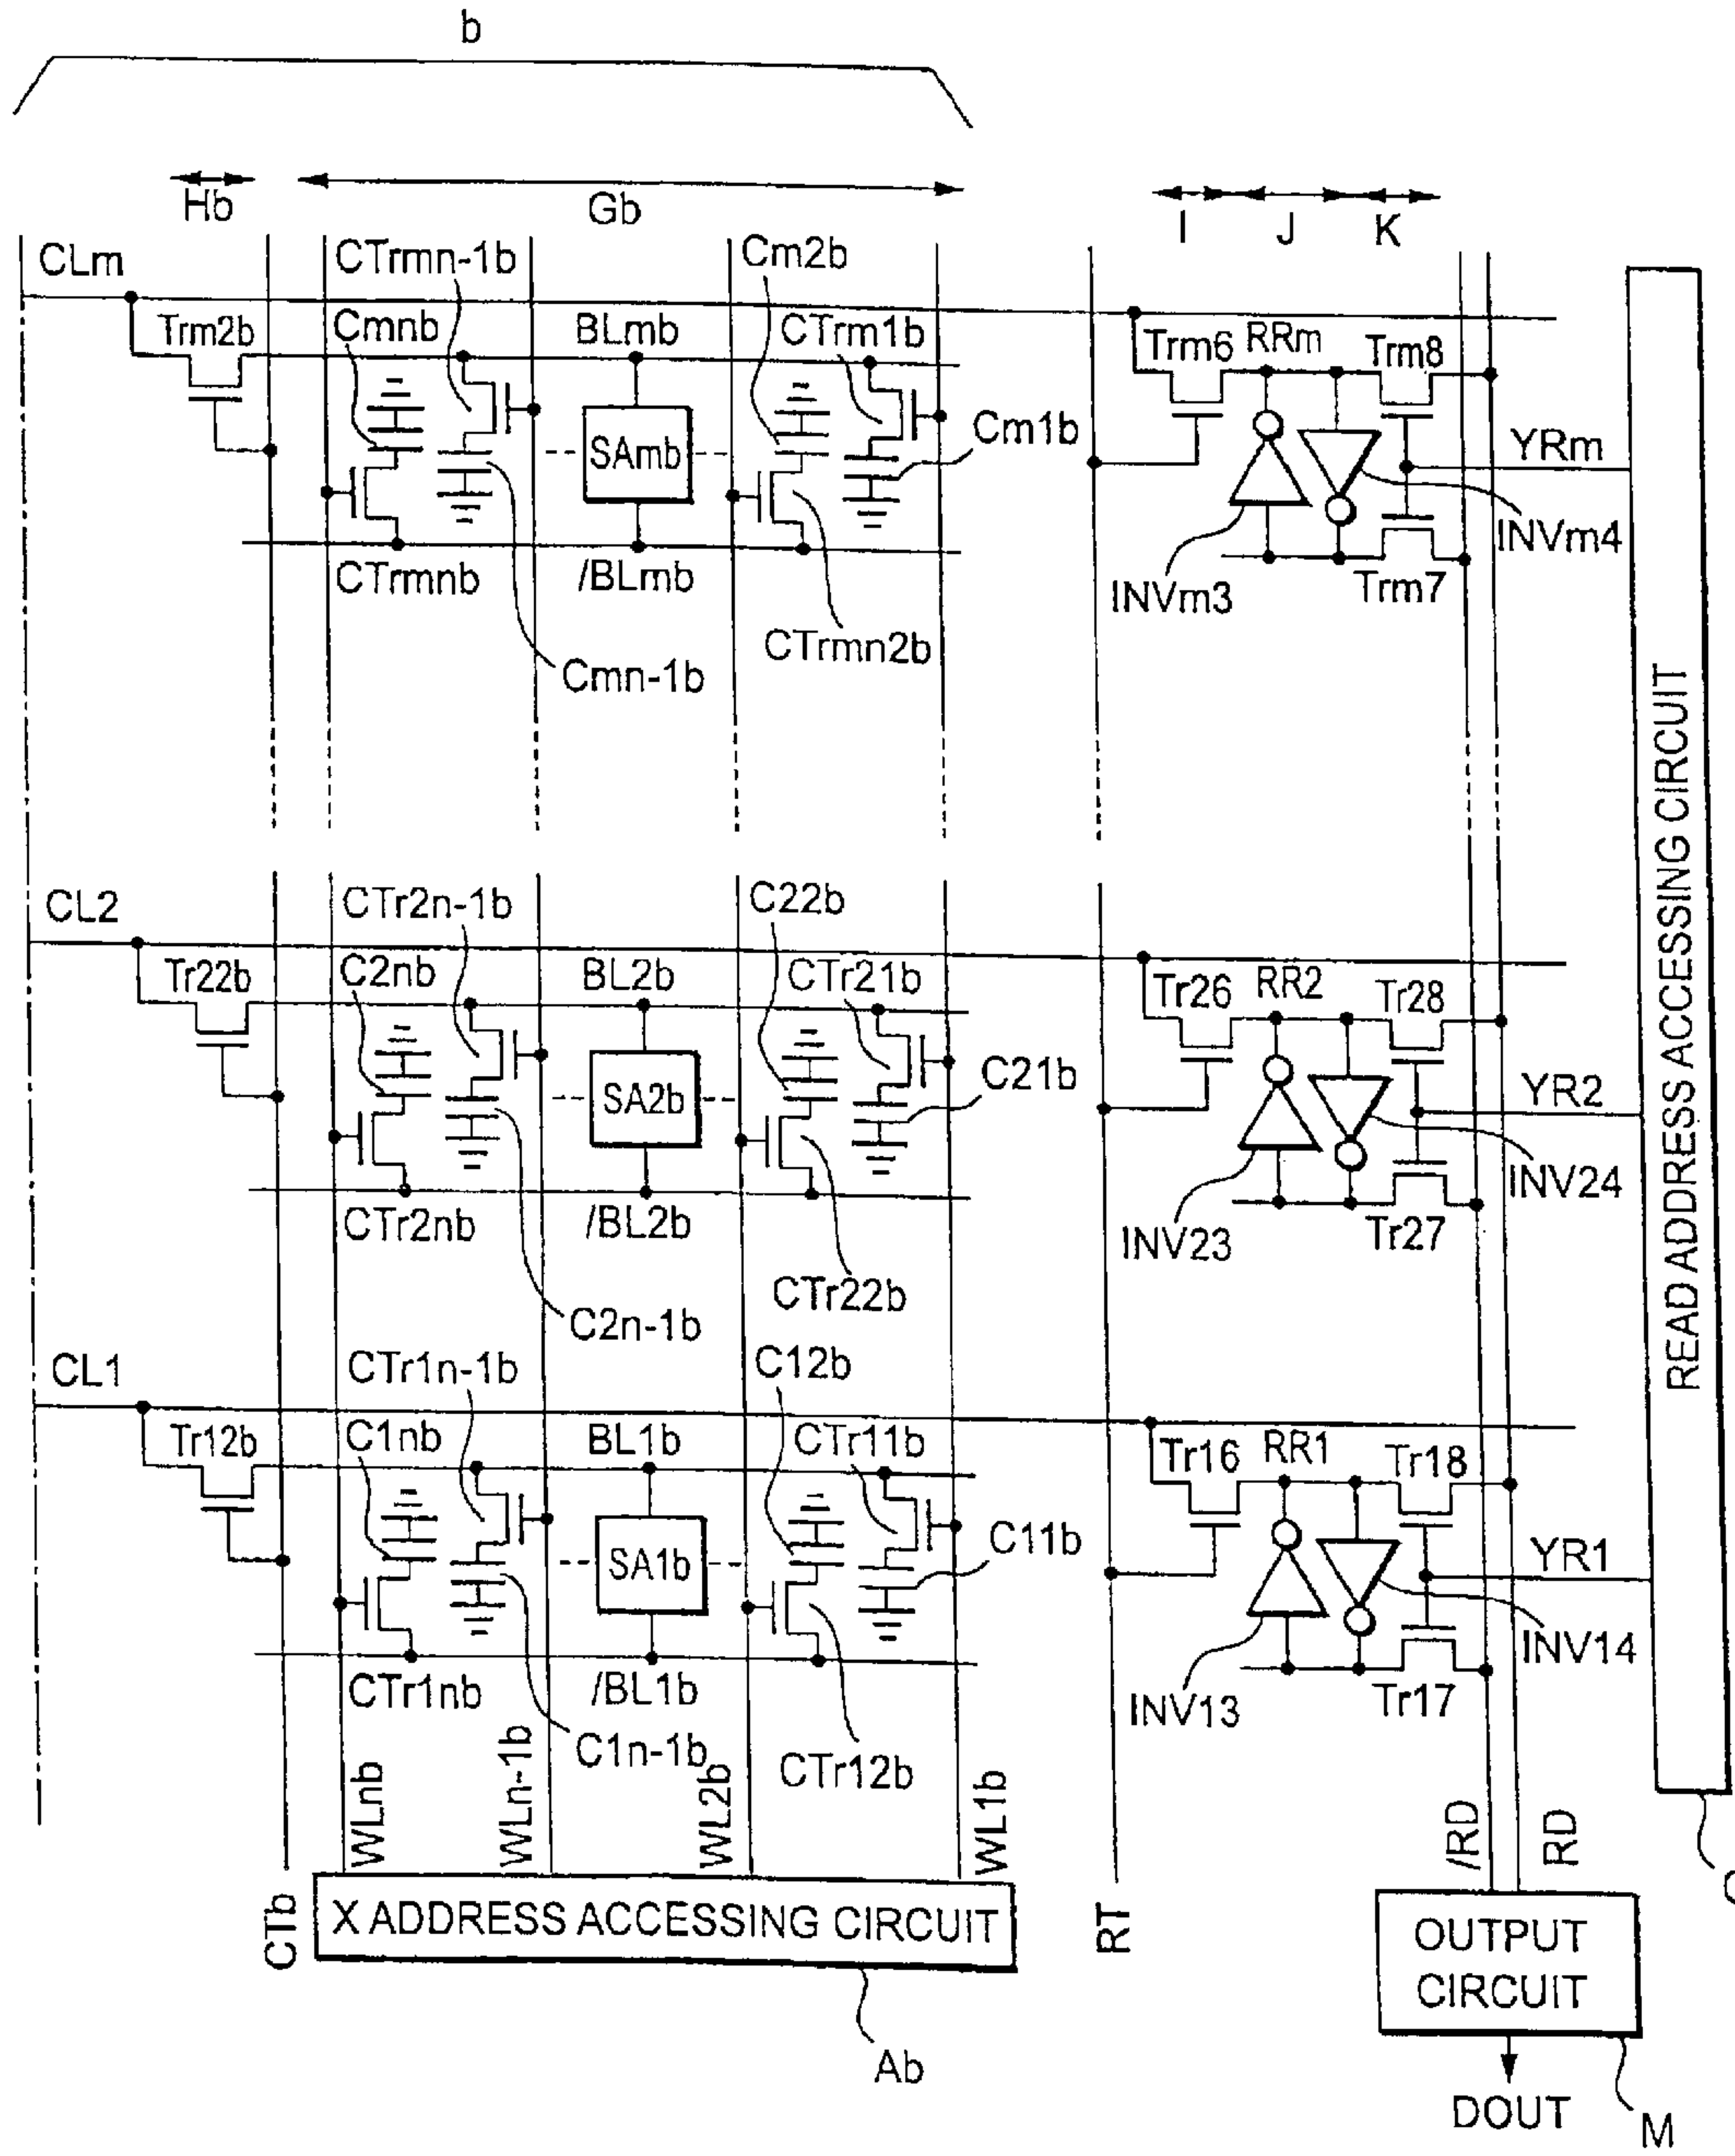 b
Hb
Gb
I
J
K
CLm
CTrmn-1b
Cm2b
Trm2b
Cmnb
BLmb
CTrm1b
Trm6
RRm
Trm8
SAmb
Cm1b
YRm
CTrmnb
/BLmb
INVm3
Trm7
INVm4
CTrmn2b
Cmn-1b
READ ADDRESS ACCESSING CIRCUIT
CL2
CTr2n-1b
C22b
Tr22b
C2nb
BL2b
CTr21b
Tr26
RR2
Tr28
SA2b
C21b
YR2
CTr2nb
/BL2b
INV23
Tr27
INV24
CTr22b
C2n-1b
CL1
CTr1n-1b
C12b
Tr12b
C1nb
BL1b
CTr11b
Tr16
RR1
Tr18
SA1b
C11b
YR1
CTr1nb
/BL1b
INV13
Tr17
INV14
C1n-1b
CTr12b
CTb
WLnb
WLn-1b
WL2b
WL1b
RT
/RD
RD
X ADDRESS ACCESSING CIRCUIT
Ab
OUTPUT
CIRCUIT
DOUT
M